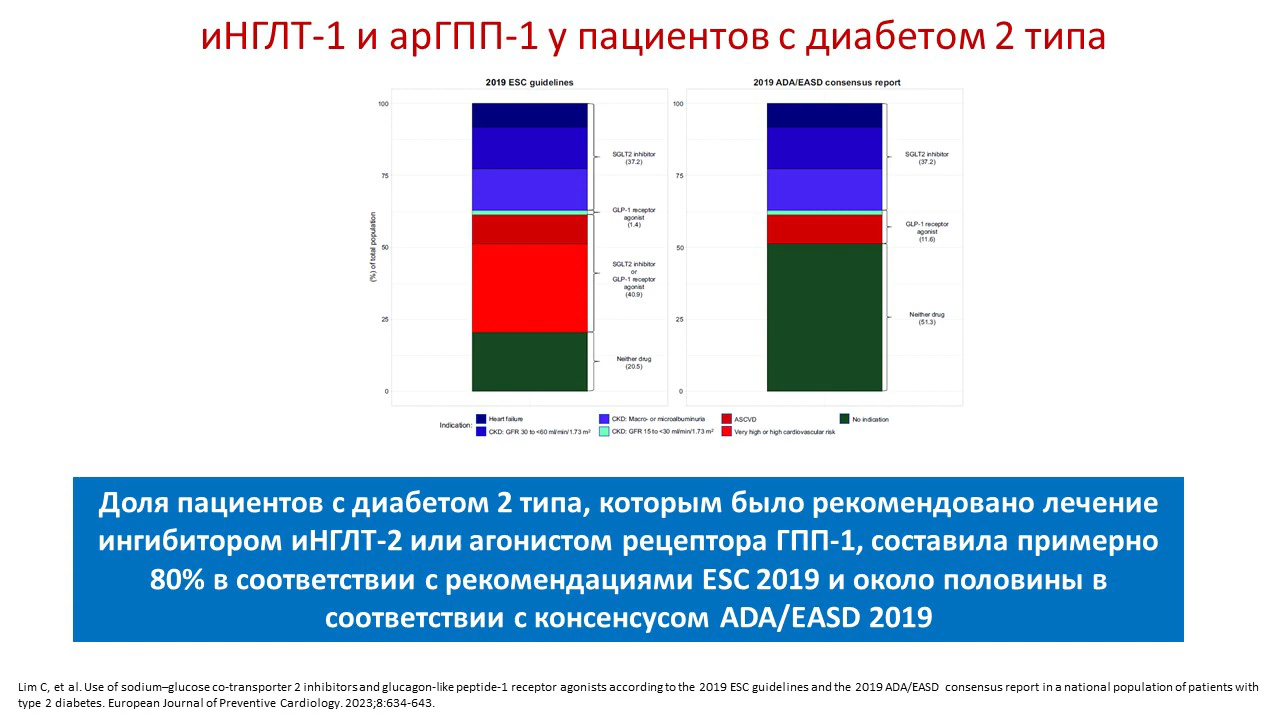 иНГЛТ-1 и арГПП-1 у пациентов с диабетом 2 типа
2019 ESC guidelines
2019 ADA/EASD consensus report
(%) of total population
100
75
50
25
0
SGLT2 inhibitor
(37.2)
GLP-1 receptor
agonist
(1.4)
SGLT2 inhibitor
or
GLP-1 receptor
agonist
(40.9)
Neither drug
(20.5)
100
75
50
25
0
SGLT2 inhibitor
(37.2)
GLP-1 receptor
agonist
(11.6)
Neither drug
(51.3)
Indication:
Heart failure
CKD: Macro- or microalbuminuria
ASCVD
No indication
CKD: GFR 30 to <60 ml/min/1.73 m²
CKD: GFR 15 to <30 ml/min/1.73 m²
Very high or high cardiovascular risk
Доля пациентов с диабетом 2 типа, которым было рекомендовано лечение
ингибитором иНГЛТ-2 или агонистом рецептора ГПП-1, составила примерно
80% в соответствии с рекомендациями ESC 2019 и около половины в
соответствии с консенсусом ADA/EASD 2019
Lim C, et al. Use of sodium–glucose co-transporter 2 inhibitors and glucagon-like peptide-1 receptor agonists according to the 2019 ESC guidelines and the 2019 ADA/EASD consensus report in a national population of patients with
type 2 diabetes. European Journal of Preventive Cardiology. 2023;8:634-643.